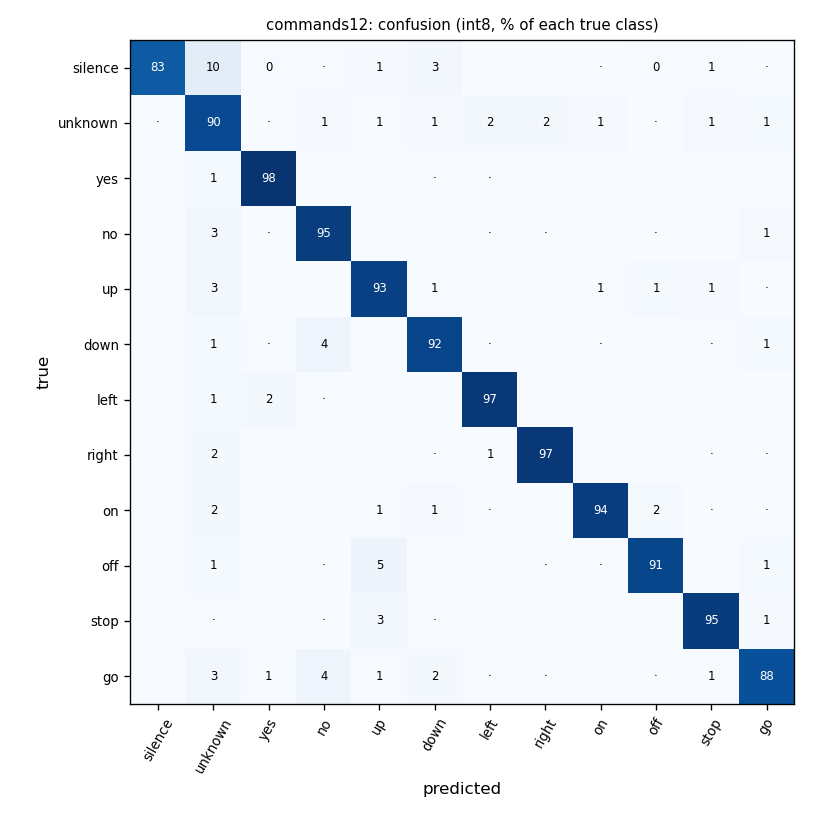 commands12: confusion (int8, % of each true class)
silence 83 10 0 · 1 3 · 0 1 ·
unknown · 90 · 1 1 1 2 2 1 · 1 1
yes 1 98 · ·
no 3 · 95 · · · 1
up 3 93 1 1 1 1 ·
down 1 · 4 92 · · · 1
left 1 2 · 97
right 2 · 1 97 · ·
on 2 1 1 · 94 2 · ·
off 1 · 5 · · 91 1
stop · · 3 · 95 1
go 3 1 4 1 2 · · · 1 88
true
silence unknown yes no up down left right on off stop go
predicted